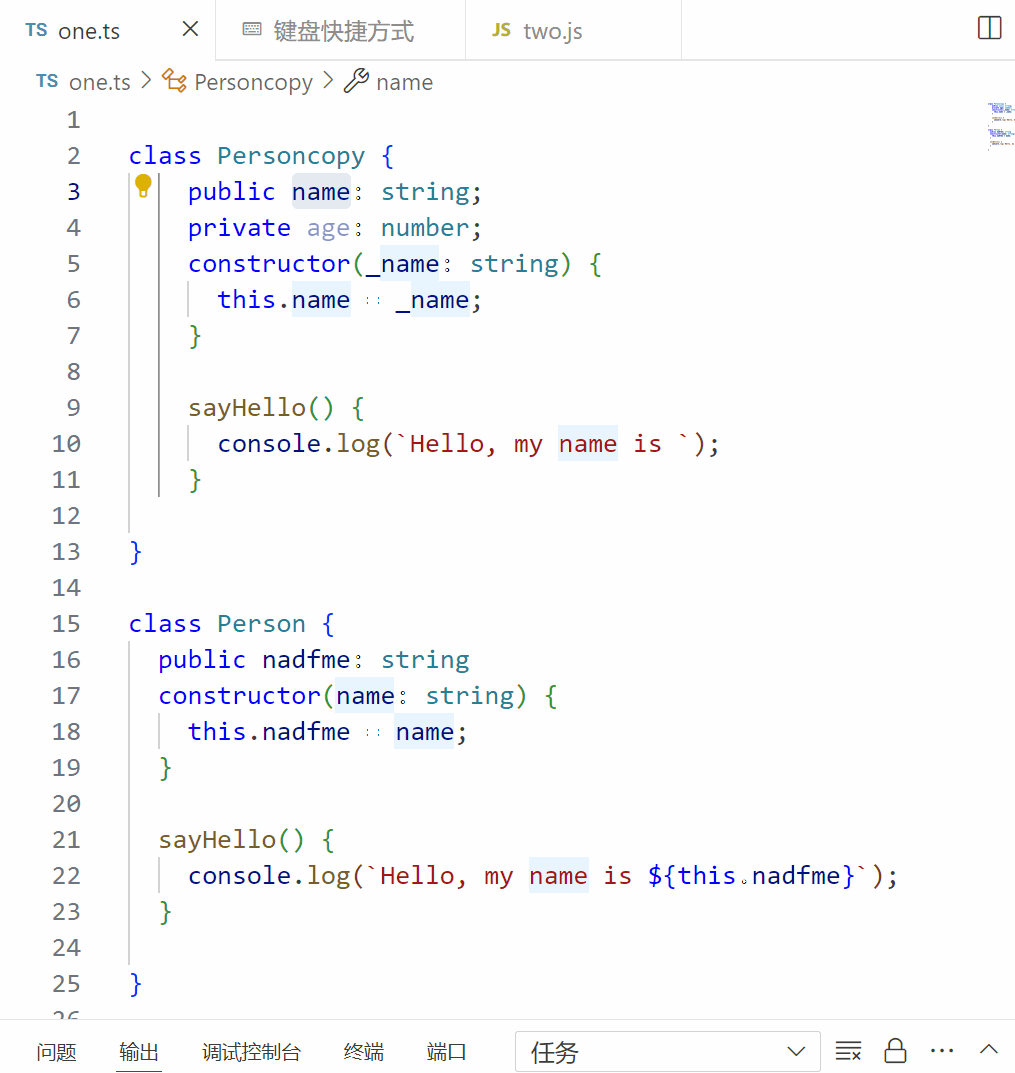 TS one.ts 键盘快捷方式 JS two.js
TS one.ts > Personcopy > name
1
2 class Personcopy {
3 public name: string;
4 private age: number;
5 constructor(_name: string) {
6 this.name = _name;
7 }
8
9 sayHello() {
10 console.log(`Hello, my name is `);
11 }
12
13 }
14
15 class Person {
16 public nadfme: string
17 constructor(name: string) {
18 this.nadfme = name;
19 }
20
21 sayHello() {
22 console.log(`Hello, my name is ${this.nadfme}`);
23 }
24
25 }
26
问题 输出 调试控制台 终端 端口 任务